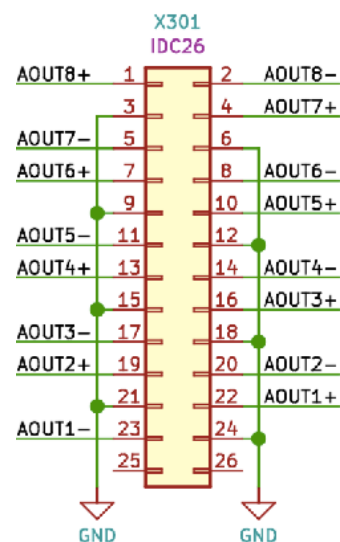 X301
IDC26
AOUT8+ 1 2 AOUT8-
3 4 AOUT7+
AOUT7- 5 6
AOUT6+ 7 8 AOUT6-
9 10 AOUT5+
AOUT5- 11 12
AOUT4+ 13 14 AOUT4-
15 16 AOUT3+
AOUT3- 17 18
AOUT2+ 19 20 AOUT2-
21 22 AOUT1+
AOUT1- 23 24
25 26
GND GND